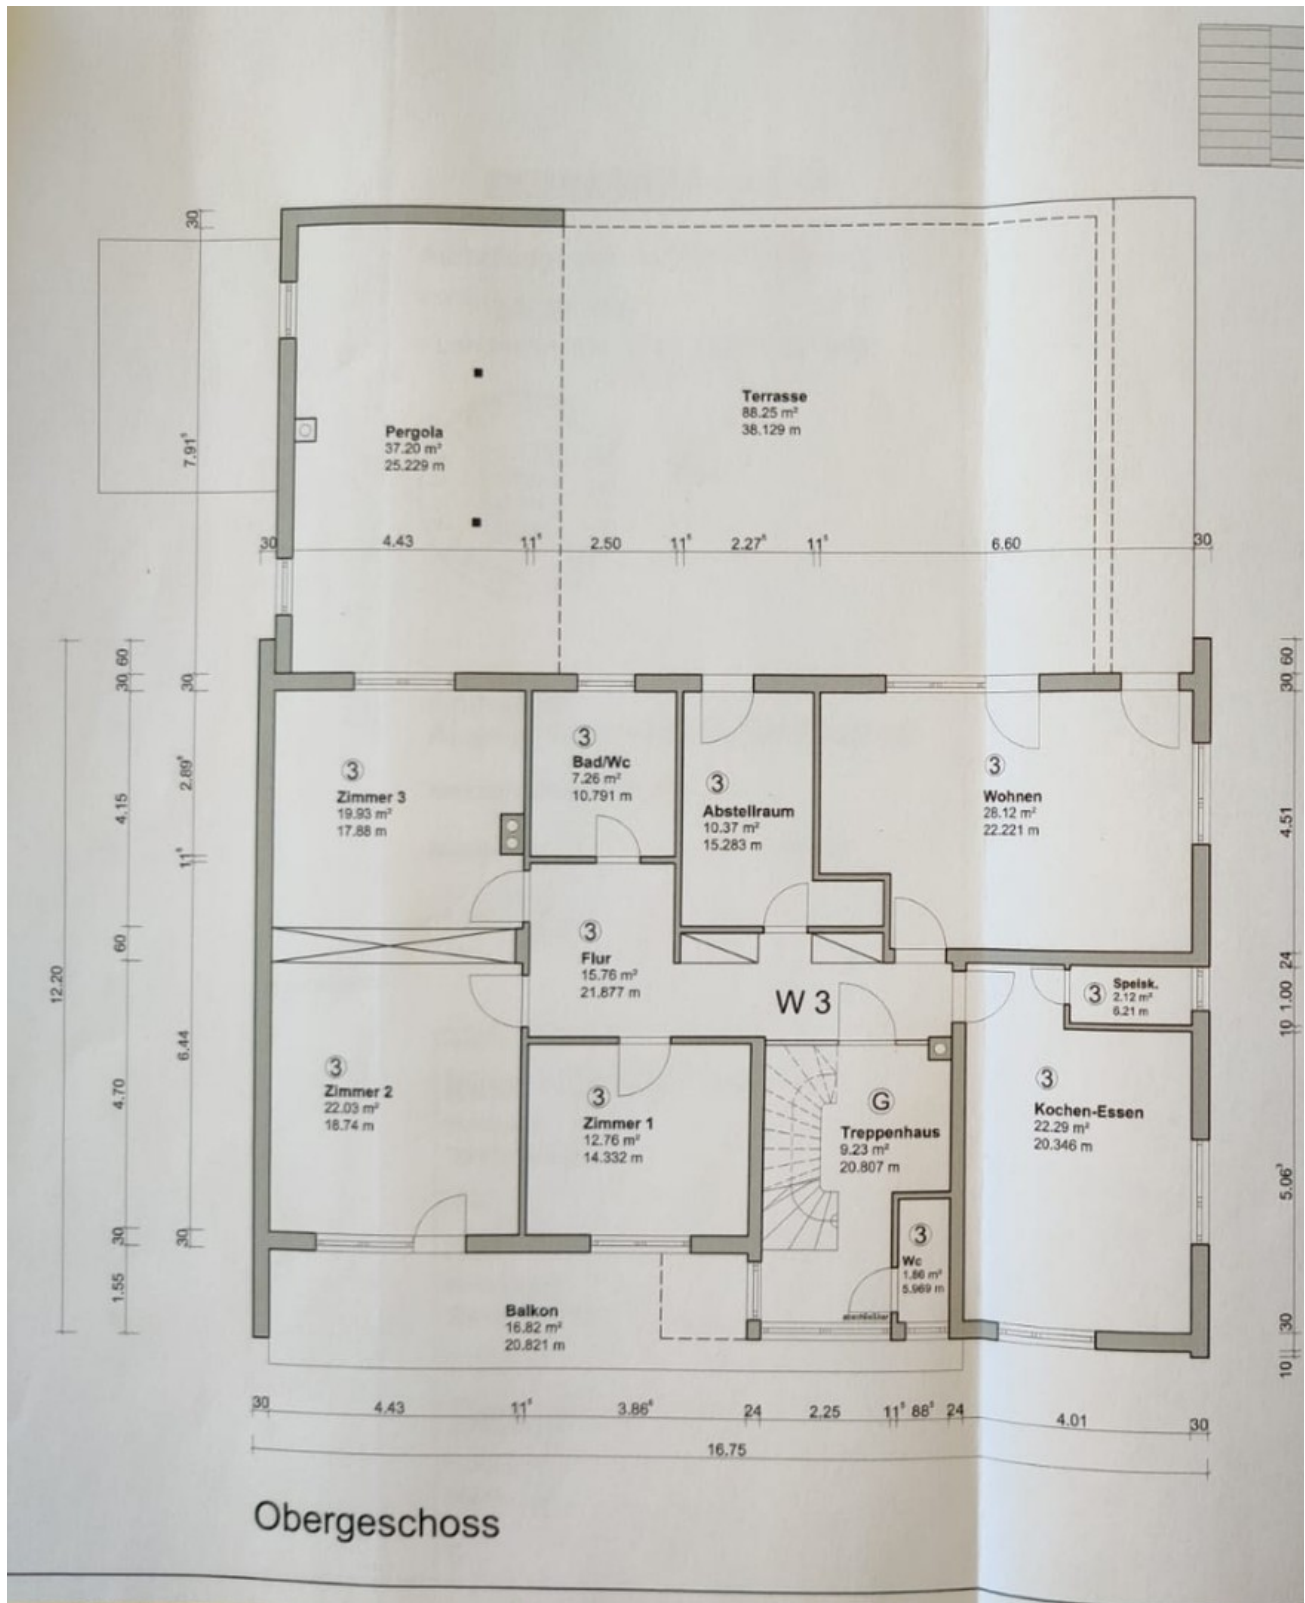 30
Terrasse
88.25 m²
38.129 m
Pergola
37.20 m²
25.229 m
7.91⁵
30 4.43 11⁵ 2.50 11⁵ 2.27⁵ 11⁵ 6.60 30
60
30
30
60
30
3
Zimmer 3
19.93 m²
17.88 m
3
Bad/Wc
7.26 m²
10.791 m
3
Abstellraum
10.37 m²
15.283 m
3
Wohnen
28.12 m²
22.221 m
2.89⁵
4.15
11⁵
4.51
60
3
Flur
15.76 m²
21.877 m
W 3
24
3
Speisk.
2.12 m²
6.21 m
1.00
10
12.20
6.44
4.70
3
Zimmer 2
22.03 m²
18.74 m
3
Zimmer 1
12.76 m²
14.332 m
G
Treppenhaus
9.23 m²
20.807 m
3
Kochen-Essen
22.29 m²
20.346 m
5.06³
30
30
3
Wc
1.86 m²
5.969 m
1.55
Balkon
16.82 m²
20.821 m
30
10
30 4.43 11⁵ 3.86⁵ 24 2.25 11⁵ 88⁵ 24 4.01 30
16.75
Obergeschoss